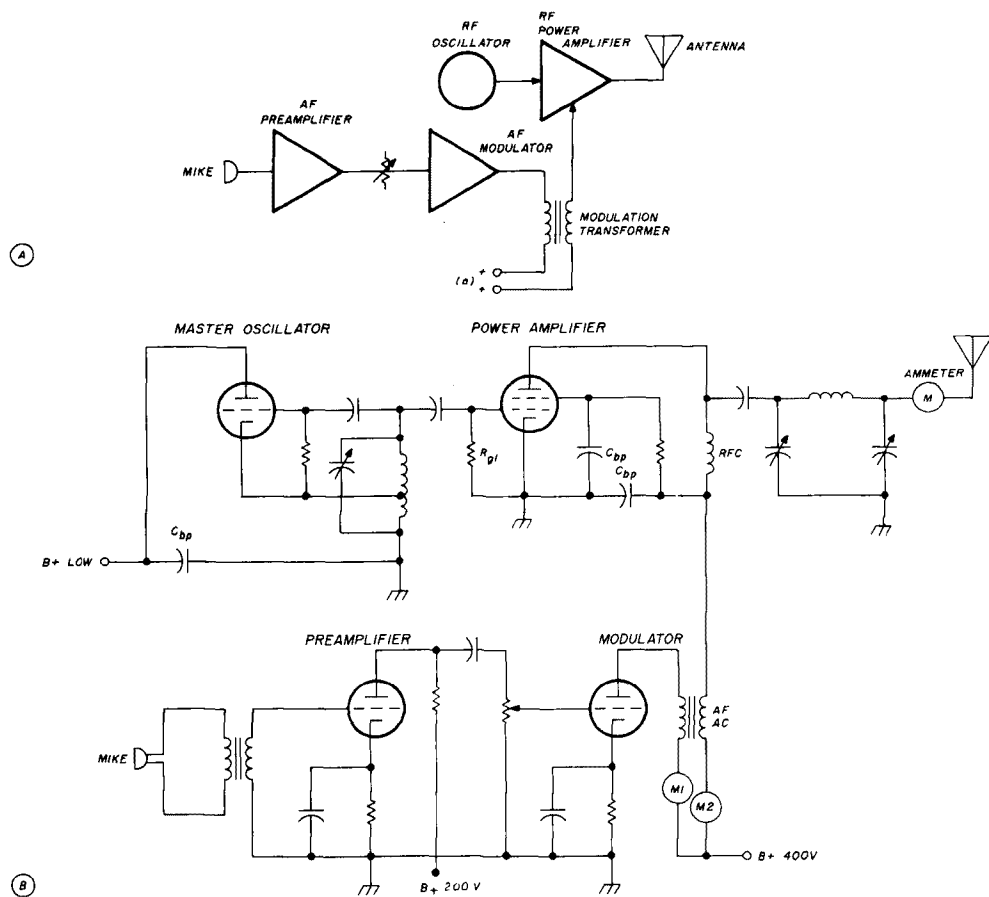 RF
OSCILLATOR
RF
POWER
AMPLIFIER
ANTENNA
AF
PREAMPLIFIER
AF
MODULATOR
MIKE
MODULATION
TRANSFORMER
A
(a) +
+
MASTER OSCILLATOR
POWER AMPLIFIER
AMMETER
M
Rg1
Cbp
Cbp
RFC
Cbp
B+ LOW
PREAMPLIFIER
MODULATOR
AF
AC
MIKE
M1
M2
B+ 400V
B+ 200 V
B